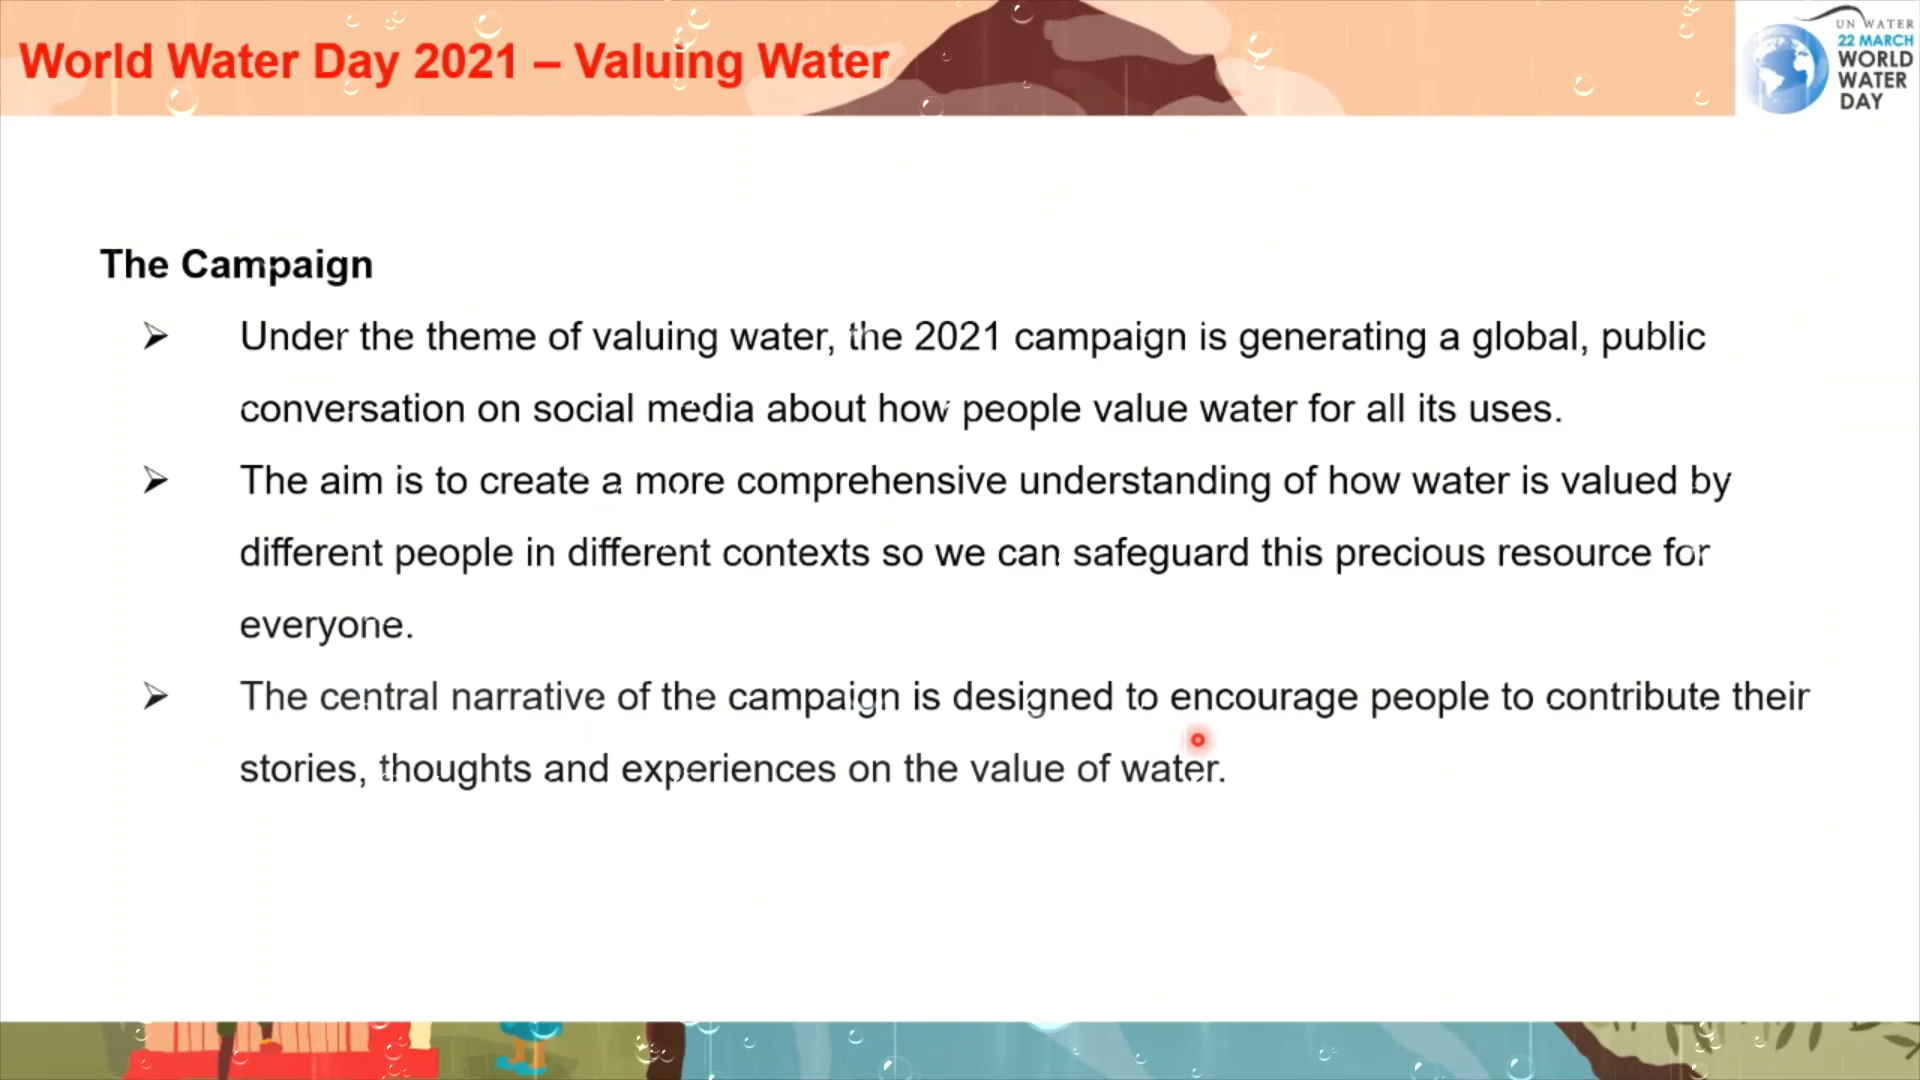 World Water Day 2021 – Valuing Water
UN WATER
22 MARCH
WORLD
WATER
DAY
The Campaign
➢ Under the theme of valuing water, the 2021 campaign is generating a global, public
conversation on social media about how people value water for all its uses.
➢ The aim is to create a more comprehensive understanding of how water is valued by
different people in different contexts so we can safeguard this precious resource for
everyone.
➢ The central narrative of the campaign is designed to encourage people to contribute their
stories, thoughts and experiences on the value of water.